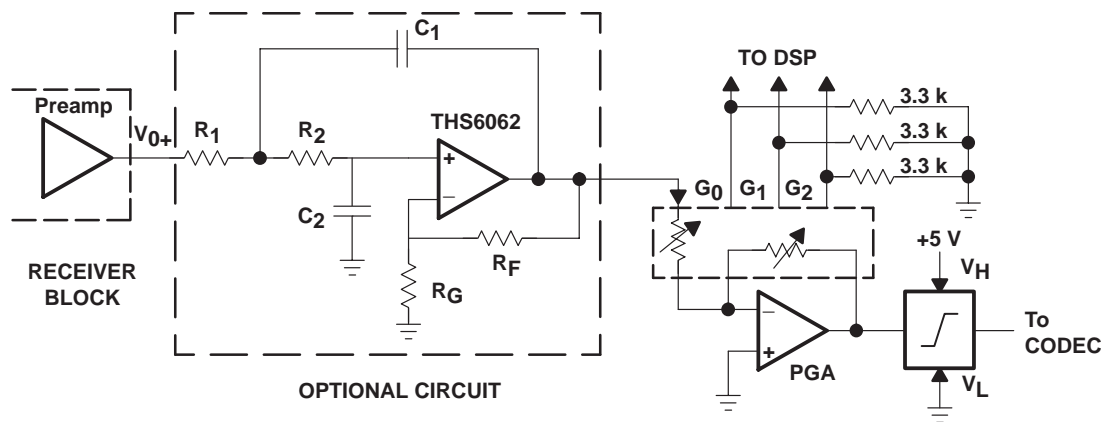 C1
TO DSP
Preamp
V0+
R1
R2
THS6062
3.3 k
3.3 k
3.3 k
+
−
C2
G0
G1
G2
RF
RG
RECEIVER
BLOCK
+5 V
VH
−
+
PGA
To
CODEC
VL
OPTIONAL CIRCUIT